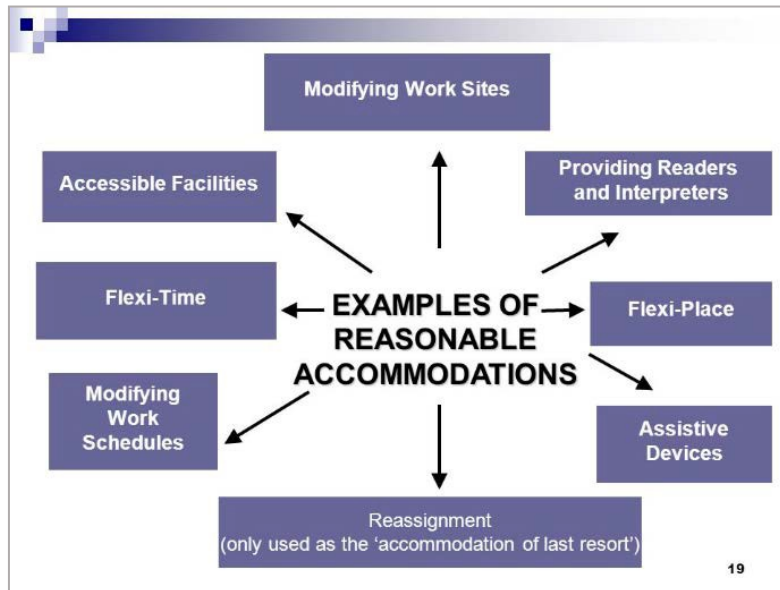 Modifying Work Sites
Accessible Facilities
Providing Readers
and Interpreters
Flexi-Time
EXAMPLES OF
REASONABLE
ACCOMMODATIONS
Flexi-Place
Modifying
Work
Schedules
Assistive
Devices
Reassignment
(only used as the ‘accommodation of last resort’)
19